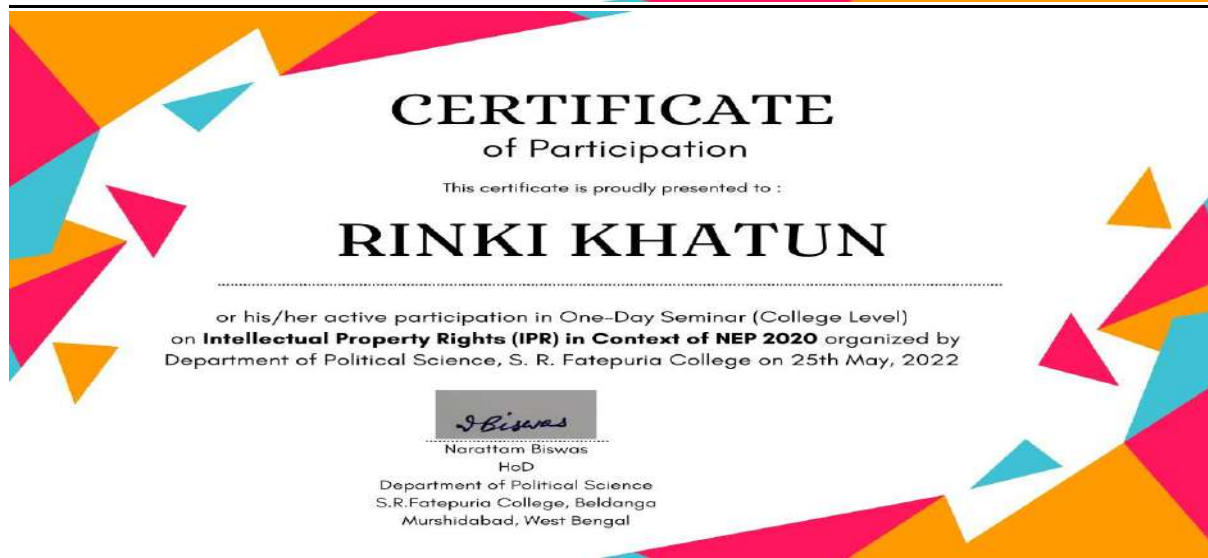 CERTIFICATE
of Participation
This certificate is proudly presented to :
RINKI KHATUN
or his/her active participation in One-Day Seminar (College Level)
on Intellectual Property Rights (IPR) in Context of NEP 2020 organized by
Department of Political Science, S. R. Fatepuria College on 25th May, 2022
Biswas
Narattam Biswas
HoD
Department of Political Science
S.R.Fatepuria College, Beldanga
Murshidabad, West Bengal